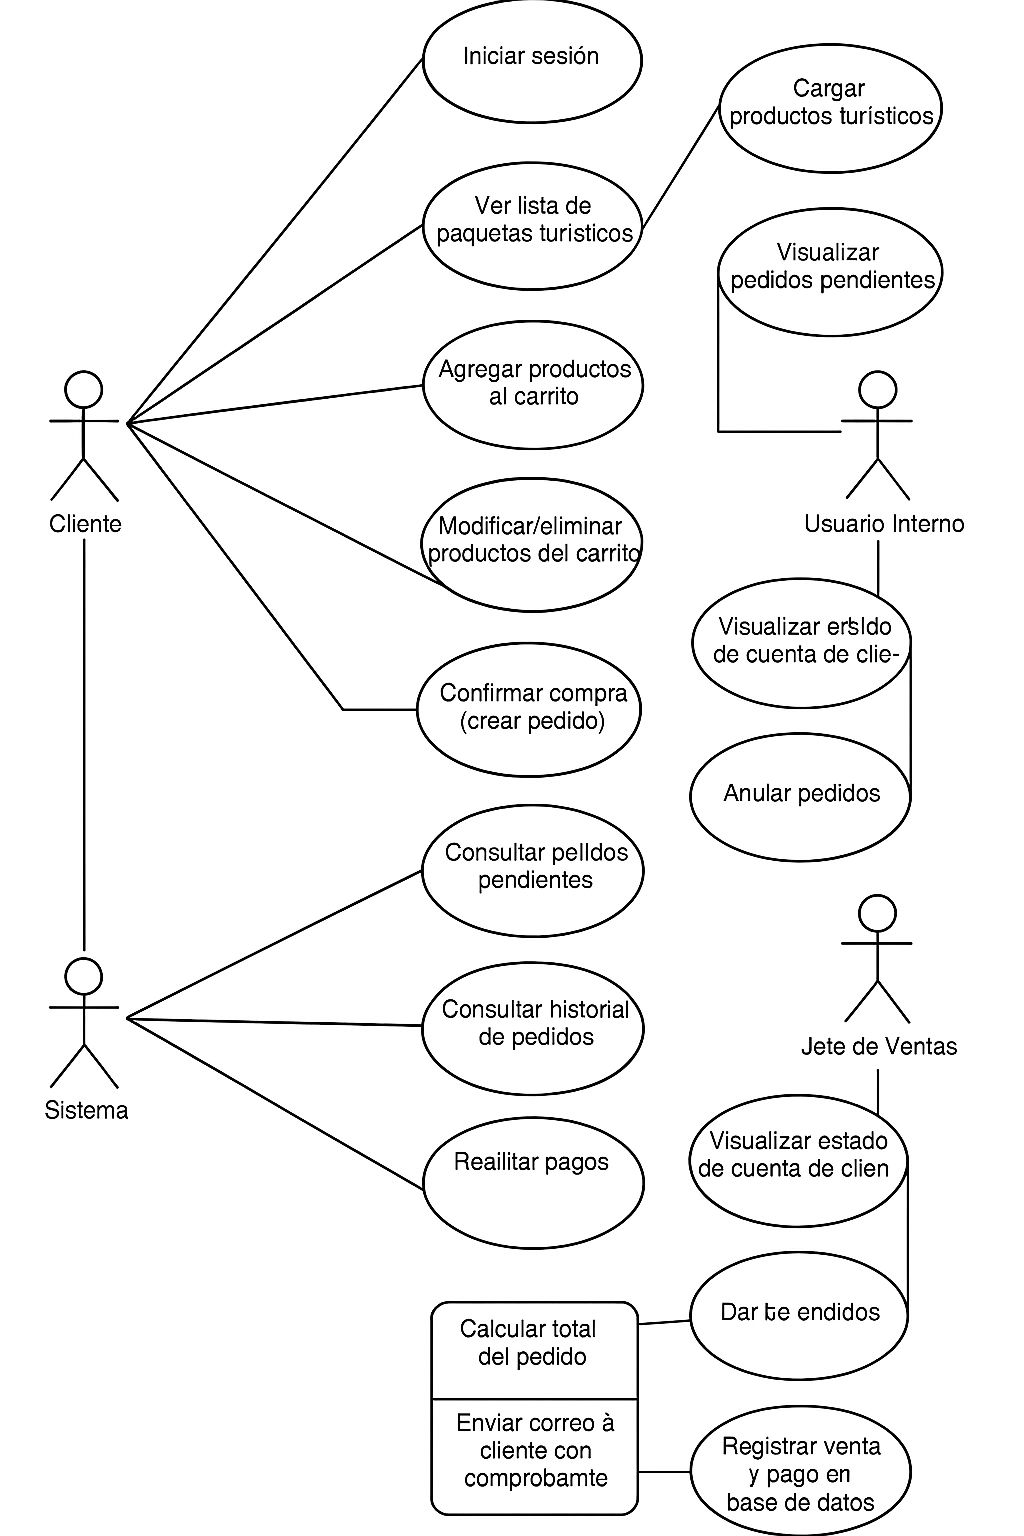 Iniciar sesión
Cargar
productos turísticos
Ver lista de
paquetas turisticos
Visualizar
pedidos pendientes
Agregar productos
al carrito
Cliente
Usuario Interno
Modificar/eliminar
productos del carrito
Visualizar
de cuenta de clie-
Confirmar compra
(crear pedido)
Anular pedidos
Consultar pelldos
pendientes
Consultar historial
de pedidos
Jete de Ventas
Sistema
Visualizar estado
de cuenta de clien
Reailitar pagos
Dar te endidos
Calcular total
del pedido
Enviar correo à
cliente con
comprobamte
Registrar venta
y pago en
base de datos